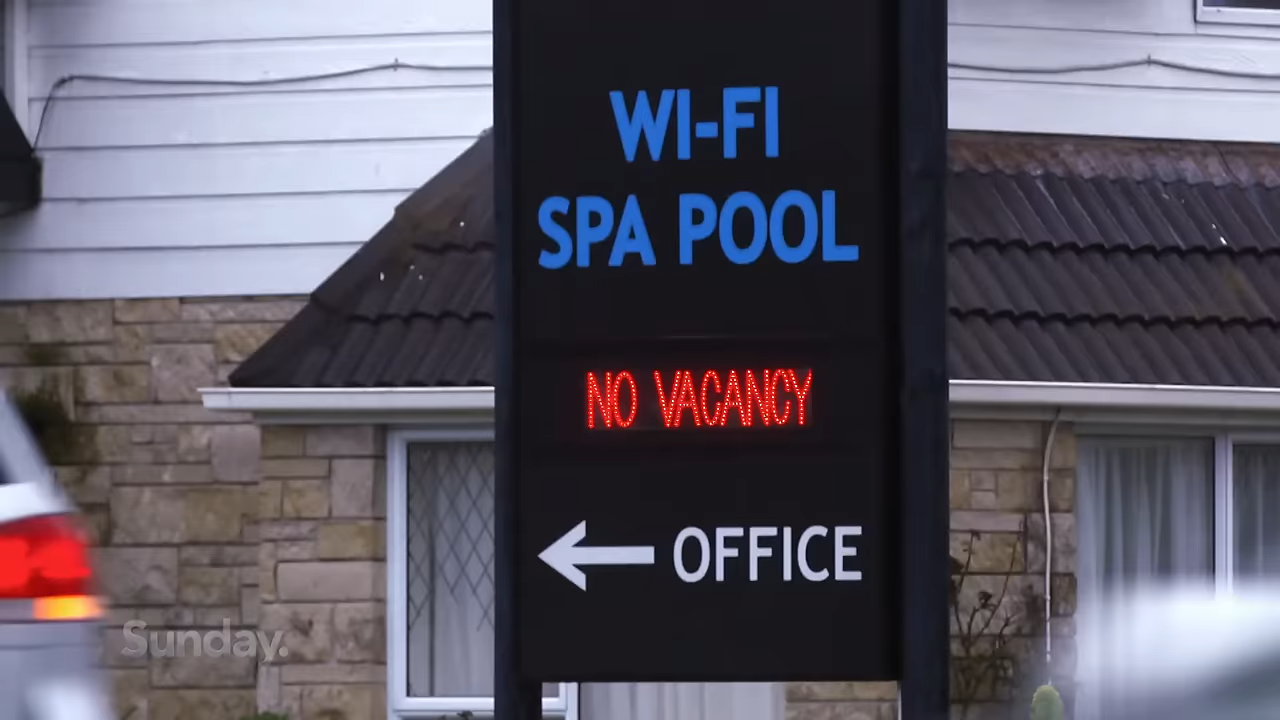 WI-FI
SPA POOL
NO VACANCY
← OFFICE
Sunday.